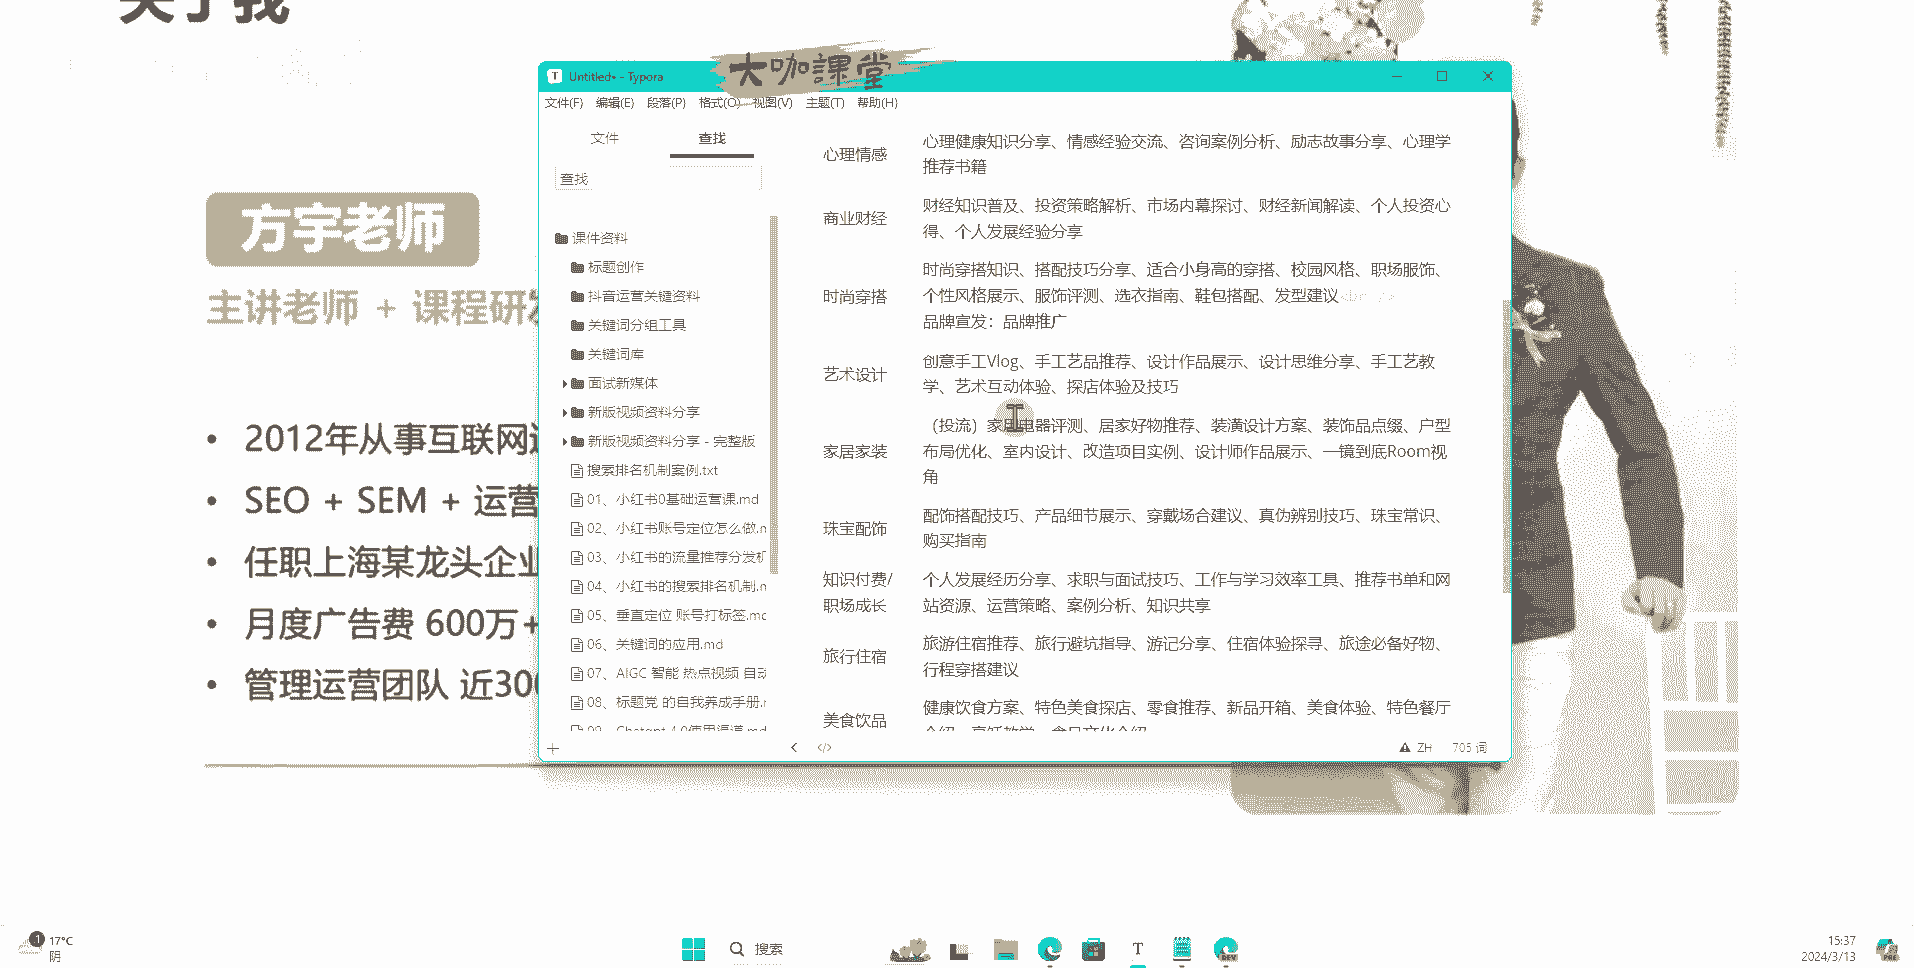 关于我
大咖課堂
Untitled• - Typora
文件(F) 编辑(E) 段落(P) 格式(O) 视图(V) 主题(T) 帮助(H)
文件 查找
查找
课件资料
标题创作
抖音运营关键资料
关键词分组工具
关键词库
面试新媒体
新版视频资料分享
新版视频资料分享 - 完整版
搜索排名机制案例.txt
01、小红书0基础运营课.md
02、小红书账号定位怎么做.n
03、小红书的流量推荐分发机
04、小红书的搜索排名机制.n
05、垂直定位 账号打标签.mc
06、关键词的应用.md
07、AIGC 智能 热点视频 自动
08、标题党 的自我养成手册.r
心理情感
心理健康知识分享、情感经验交流、咨询案例分析、励志故事分享、心理学
推荐书籍
商业财经
财经知识普及、投资策略解析、市场内幕探讨、财经新闻解读、个人投资心
得、个人发展经验分享
时尚穿搭
时尚穿搭知识、搭配技巧分享、适合小身高的穿搭、校园风格、职场服饰、
个性风格展示、服饰评测、选衣指南、鞋包搭配、发型建议
品牌宣发：品牌推广
艺术设计
创意手工Vlog、手工艺品推荐、设计作品展示、设计思维分享、手工艺教
学、艺术互动体验、探店体验及技巧
家居家装
（投流）家用电器评测、居家好物推荐、装潢设计方案、装饰品点缀、户型
布局优化、室内设计、改造项目实例、设计师作品展示、一镜到底Room视
角
珠宝配饰
配饰搭配技巧、产品细节展示、穿戴场合建议、真伪辨别技巧、珠宝常识、
购买指南
知识付费/
职场成长
个人发展经历分享、求职与面试技巧、工作与学习效率工具、推荐书单和网
站资源、运营策略、案例分析、知识共享
旅行住宿
旅游住宿推荐、旅行避坑指导、游记分享、住宿体验探寻、旅途必备好物、
行程穿搭建议
美食饮品
健康饮食方案、特色美食探店、零食推荐、新品开箱、美食体验、特色餐厅
ZH 705 词
方宇老师
主讲老师 + 课程研发
• 2012年从事互联网
• SEO + SEM + 运营
• 任职上海某龙头企业
• 月度广告费 600万+
• 管理运营团队 近300
1
17°C
阴
搜索
15:37
2024/3/13